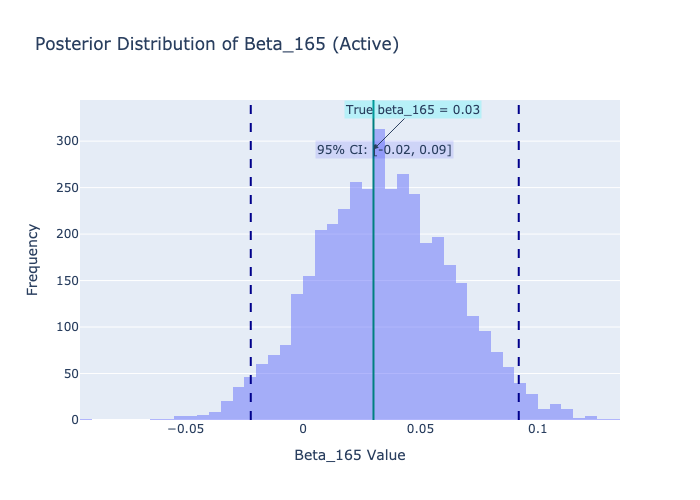 Posterior Distribution of Beta_165 (Active)
True beta_165 = 0.03
95% CI: [-0.02, 0.09]
300
250
200
150
100
50
0
Frequency
−0.05
0
0.05
0.1
Beta_165 Value